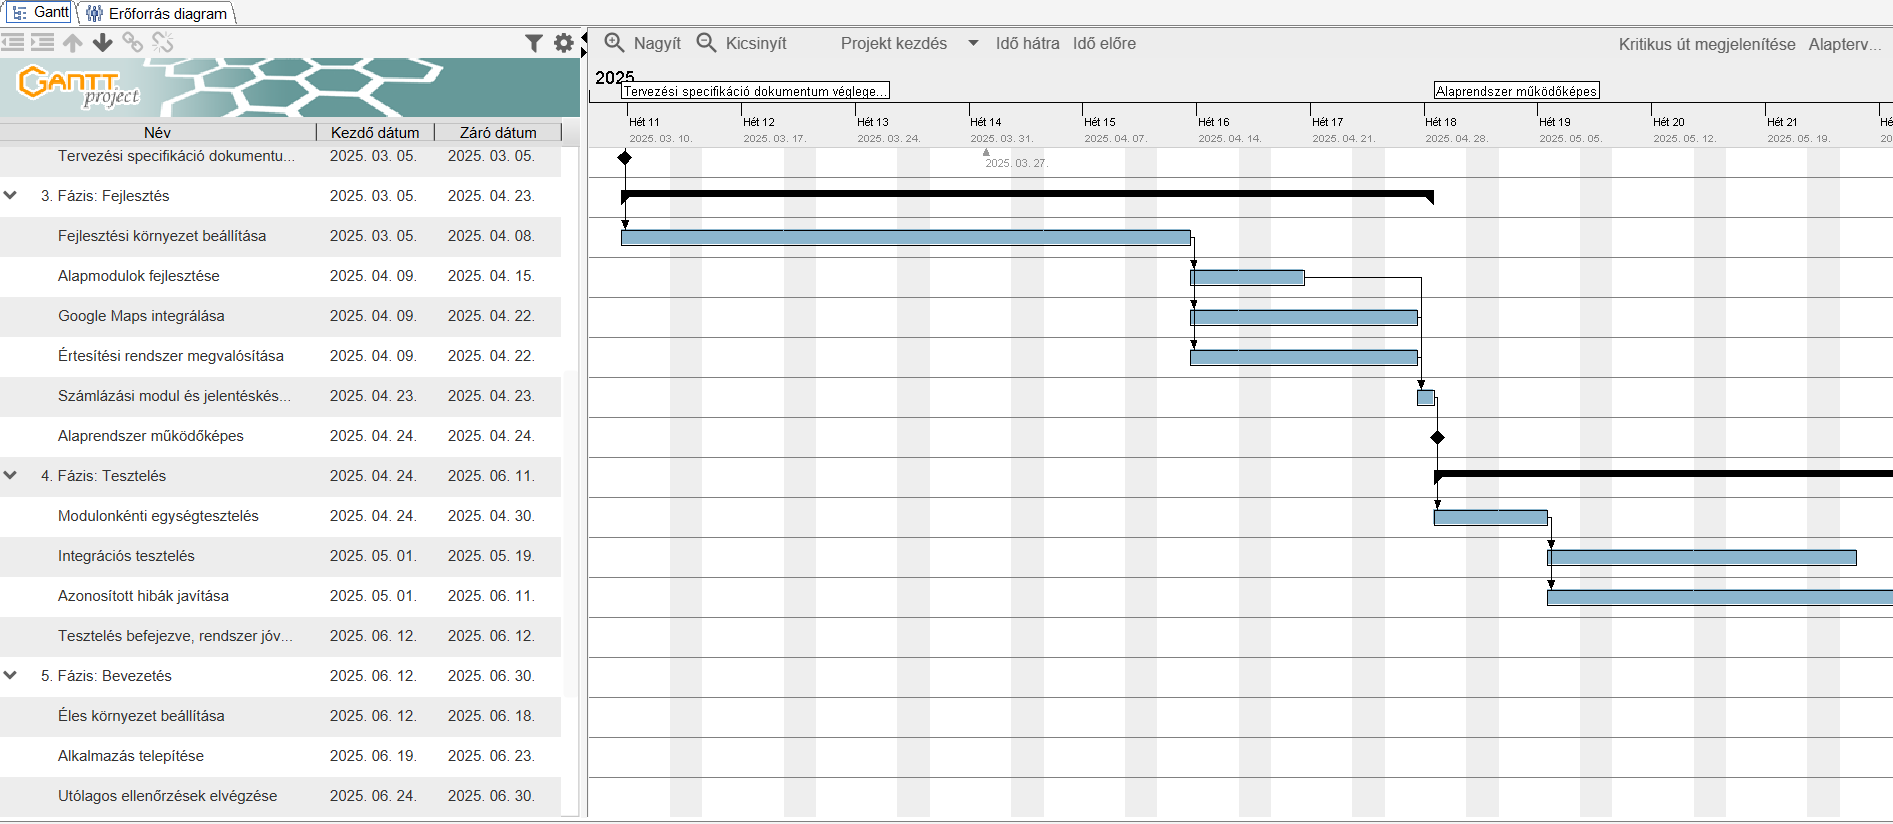 Gantt Erőforrás diagram
Nagyít Kicsinyít Projekt kezdés Idő hátra Idő előre Kritikus út megjelenítése Alapterv...
GANTT project
2025
Tervezési specifikáció dokumentum véglege... Alaprendszer működőképes
Név Kezdő dátum Záró dátum
Hét 11 Hét 12 Hét 13 Hét 14 Hét 15 Hét 16 Hét 17 Hét 18 Hét 19 Hét 20 Hét 21
2025. 03. 10. 2025. 03. 17. 2025. 03. 24. 2025. 03. 31. 2025. 04. 07. 2025. 04. 14. 2025. 04. 21. 2025. 04. 28. 2025. 05. 05. 2025. 05. 12. 2025. 05. 19. 20
2025. 03. 27.
Tervezési specifikáció dokumentu... 2025. 03. 05. 2025. 03. 05.
3. Fázis: Fejlesztés 2025. 03. 05. 2025. 04. 23.
Fejlesztési környezet beállítása 2025. 03. 05. 2025. 04. 08.
Alapmodulok fejlesztése 2025. 04. 09. 2025. 04. 15.
Google Maps integrálása 2025. 04. 09. 2025. 04. 22.
Értesítési rendszer megvalósítása 2025. 04. 09. 2025. 04. 22.
Számlázási modul és jelentéskés... 2025. 04. 23. 2025. 04. 23.
Alaprendszer működőképes 2025. 04. 24. 2025. 04. 24.
4. Fázis: Tesztelés 2025. 04. 24. 2025. 06. 11.
Modulonkénti egységtesztelés 2025. 04. 24. 2025. 04. 30.
Integrációs tesztelés 2025. 05. 01. 2025. 05. 19.
Azonosított hibák javítása 2025. 05. 01. 2025. 06. 11.
Tesztelés befejezve, rendszer jóv... 2025. 06. 12. 2025. 06. 12.
5. Fázis: Bevezetés 2025. 06. 12. 2025. 06. 30.
Éles környezet beállítása 2025. 06. 12. 2025. 06. 18.
Alkalmazás telepítése 2025. 06. 19. 2025. 06. 23.
Utólagos ellenőrzések elvégzése 2025. 06. 24. 2025. 06. 30.